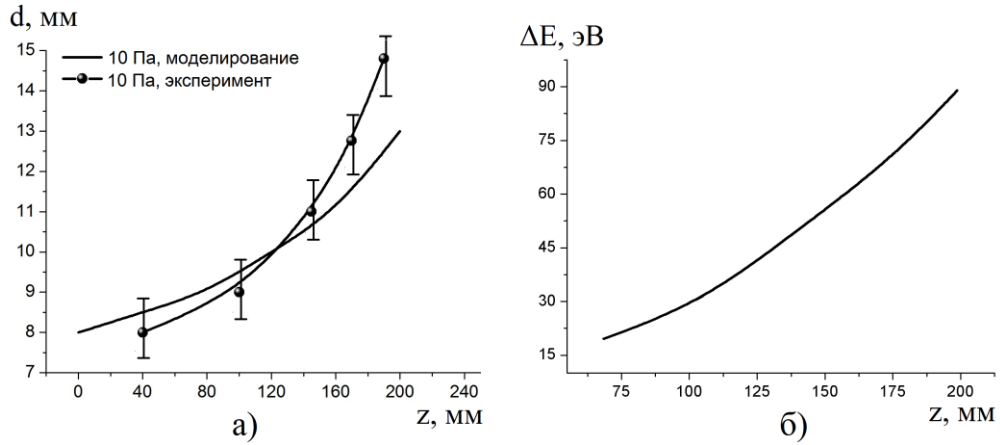 d, мм
15
14
13
12
11
10
9
8
7
10 Па, моделирование
10 Па, эксперимент
0 40 80 120 160 200 240
z, мм
а)
ΔE, эВ
90
75
60
45
30
15
75 100 125 150 175 200
z, мм
б)